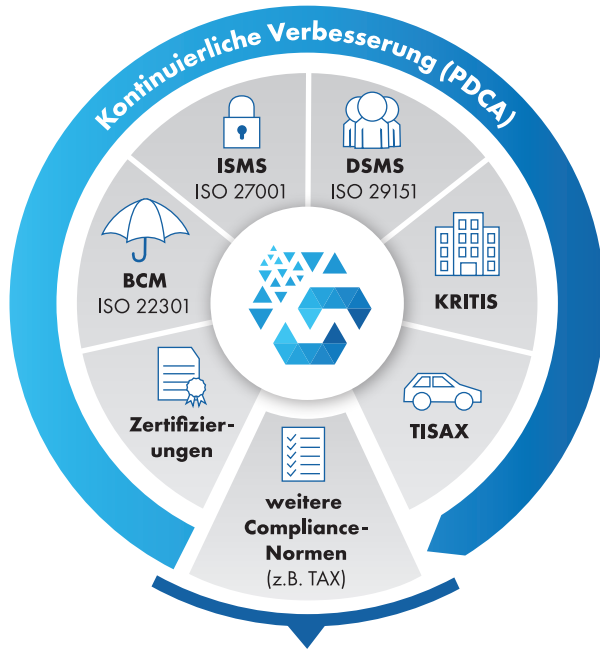 Kontinuierliche Verbesserung (PDCA)
ISMS
ISO 27001
DSMS
ISO 29151
BCM
ISO 22301
KRITIS
Zertifizier-
ungen
TISAX
weitere
Compliance-
Normen
(z.B. TAX)